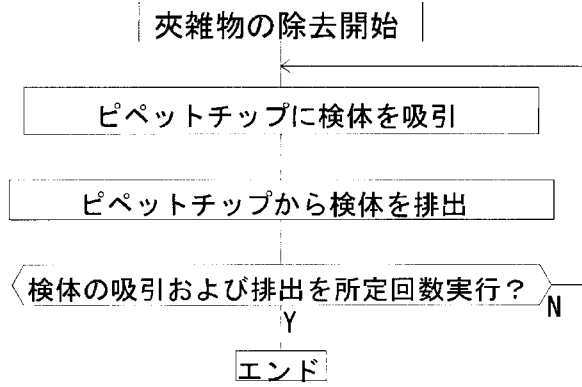 夾雑物の除去開始
ピペットチップに検体を吸引
ピペットチップから検体を排出
検体の吸引および排出を所定回数実行？
N
Y
エンド